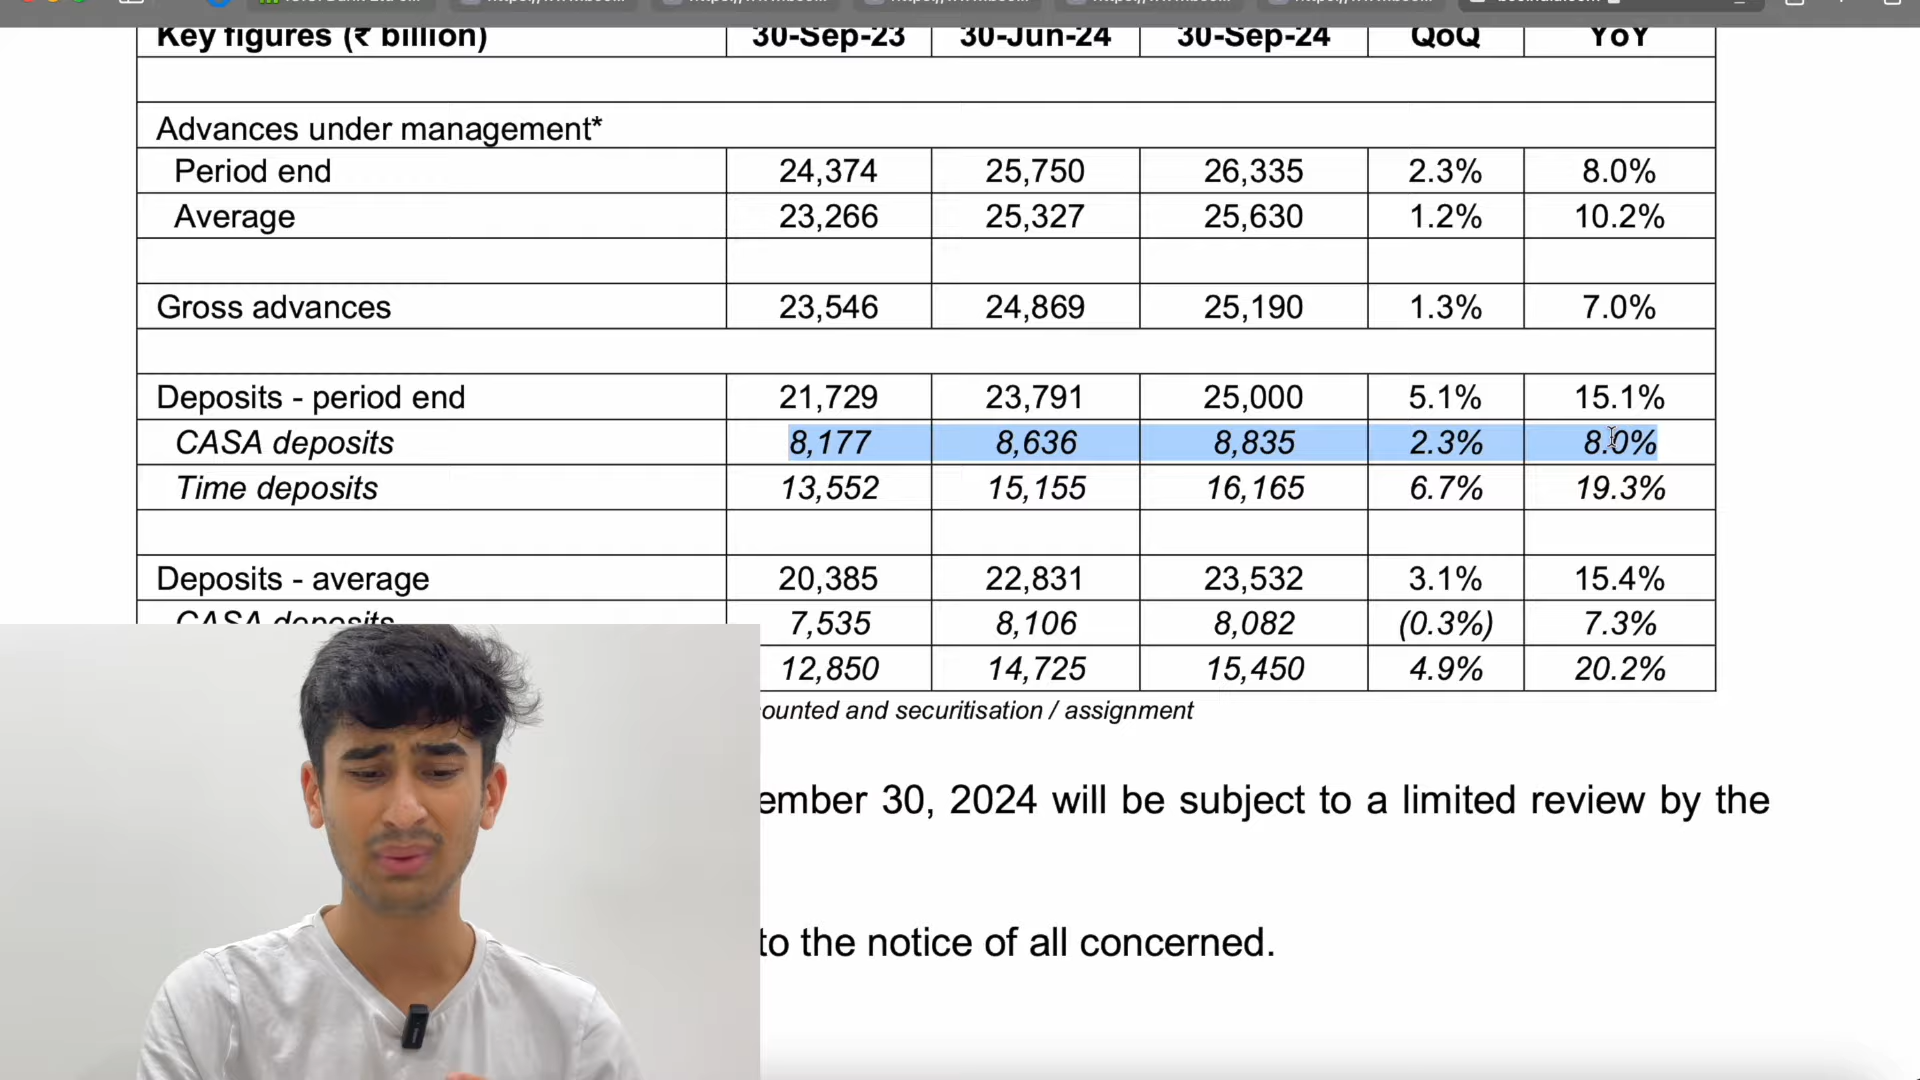 Key figures (₹ billion) 30-Sep-23 30-Jun-24 30-Sep-24 QoQ YoY
Advances under management*
Period end 24,374 25,750 26,335 2.3% 8.0%
Average 23,266 25,327 25,630 1.2% 10.2%
Gross advances 23,546 24,869 25,190 1.3% 7.0%
Deposits - period end 21,729 23,791 25,000 5.1% 15.1%
CASA deposits 8,177 8,636 8,835 2.3% 8.0%
Time deposits 13,552 15,155 16,165 6.7% 19.3%
Deposits - average 20,385 22,831 23,532 3.1% 15.4%
CASA deposits 7,535 8,106 8,082 (0.3%) 7.3%
12,850 14,725 15,450 4.9% 20.2%
ounted and securitisation / assignment
ember 30, 2024 will be subject to a limited review by the
to the notice of all concerned.